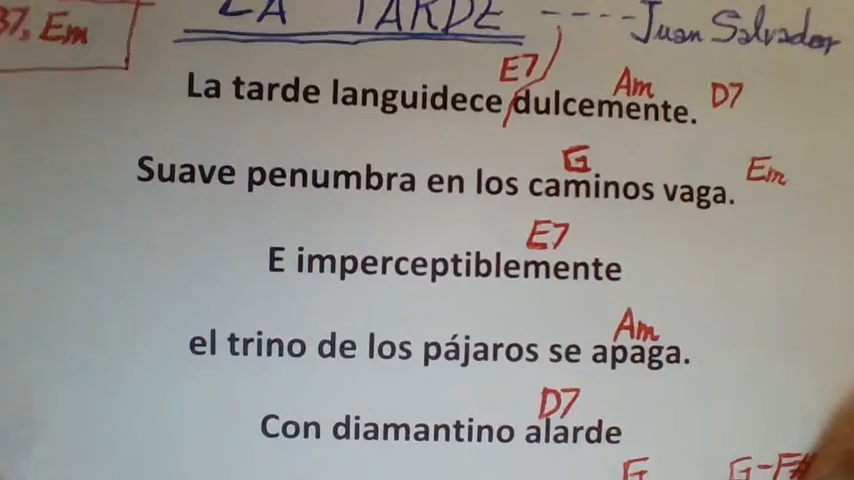 LA TARDE ----Juan Salvador
B7, Em
E7 Am D7
La tarde languidece dulcemente.
G Em
Suave penumbra en los caminos vaga.
E7
E imperceptiblemente
Am
el trino de los pájaros se apaga.
D7
Con diamantino alarde
G G-F#